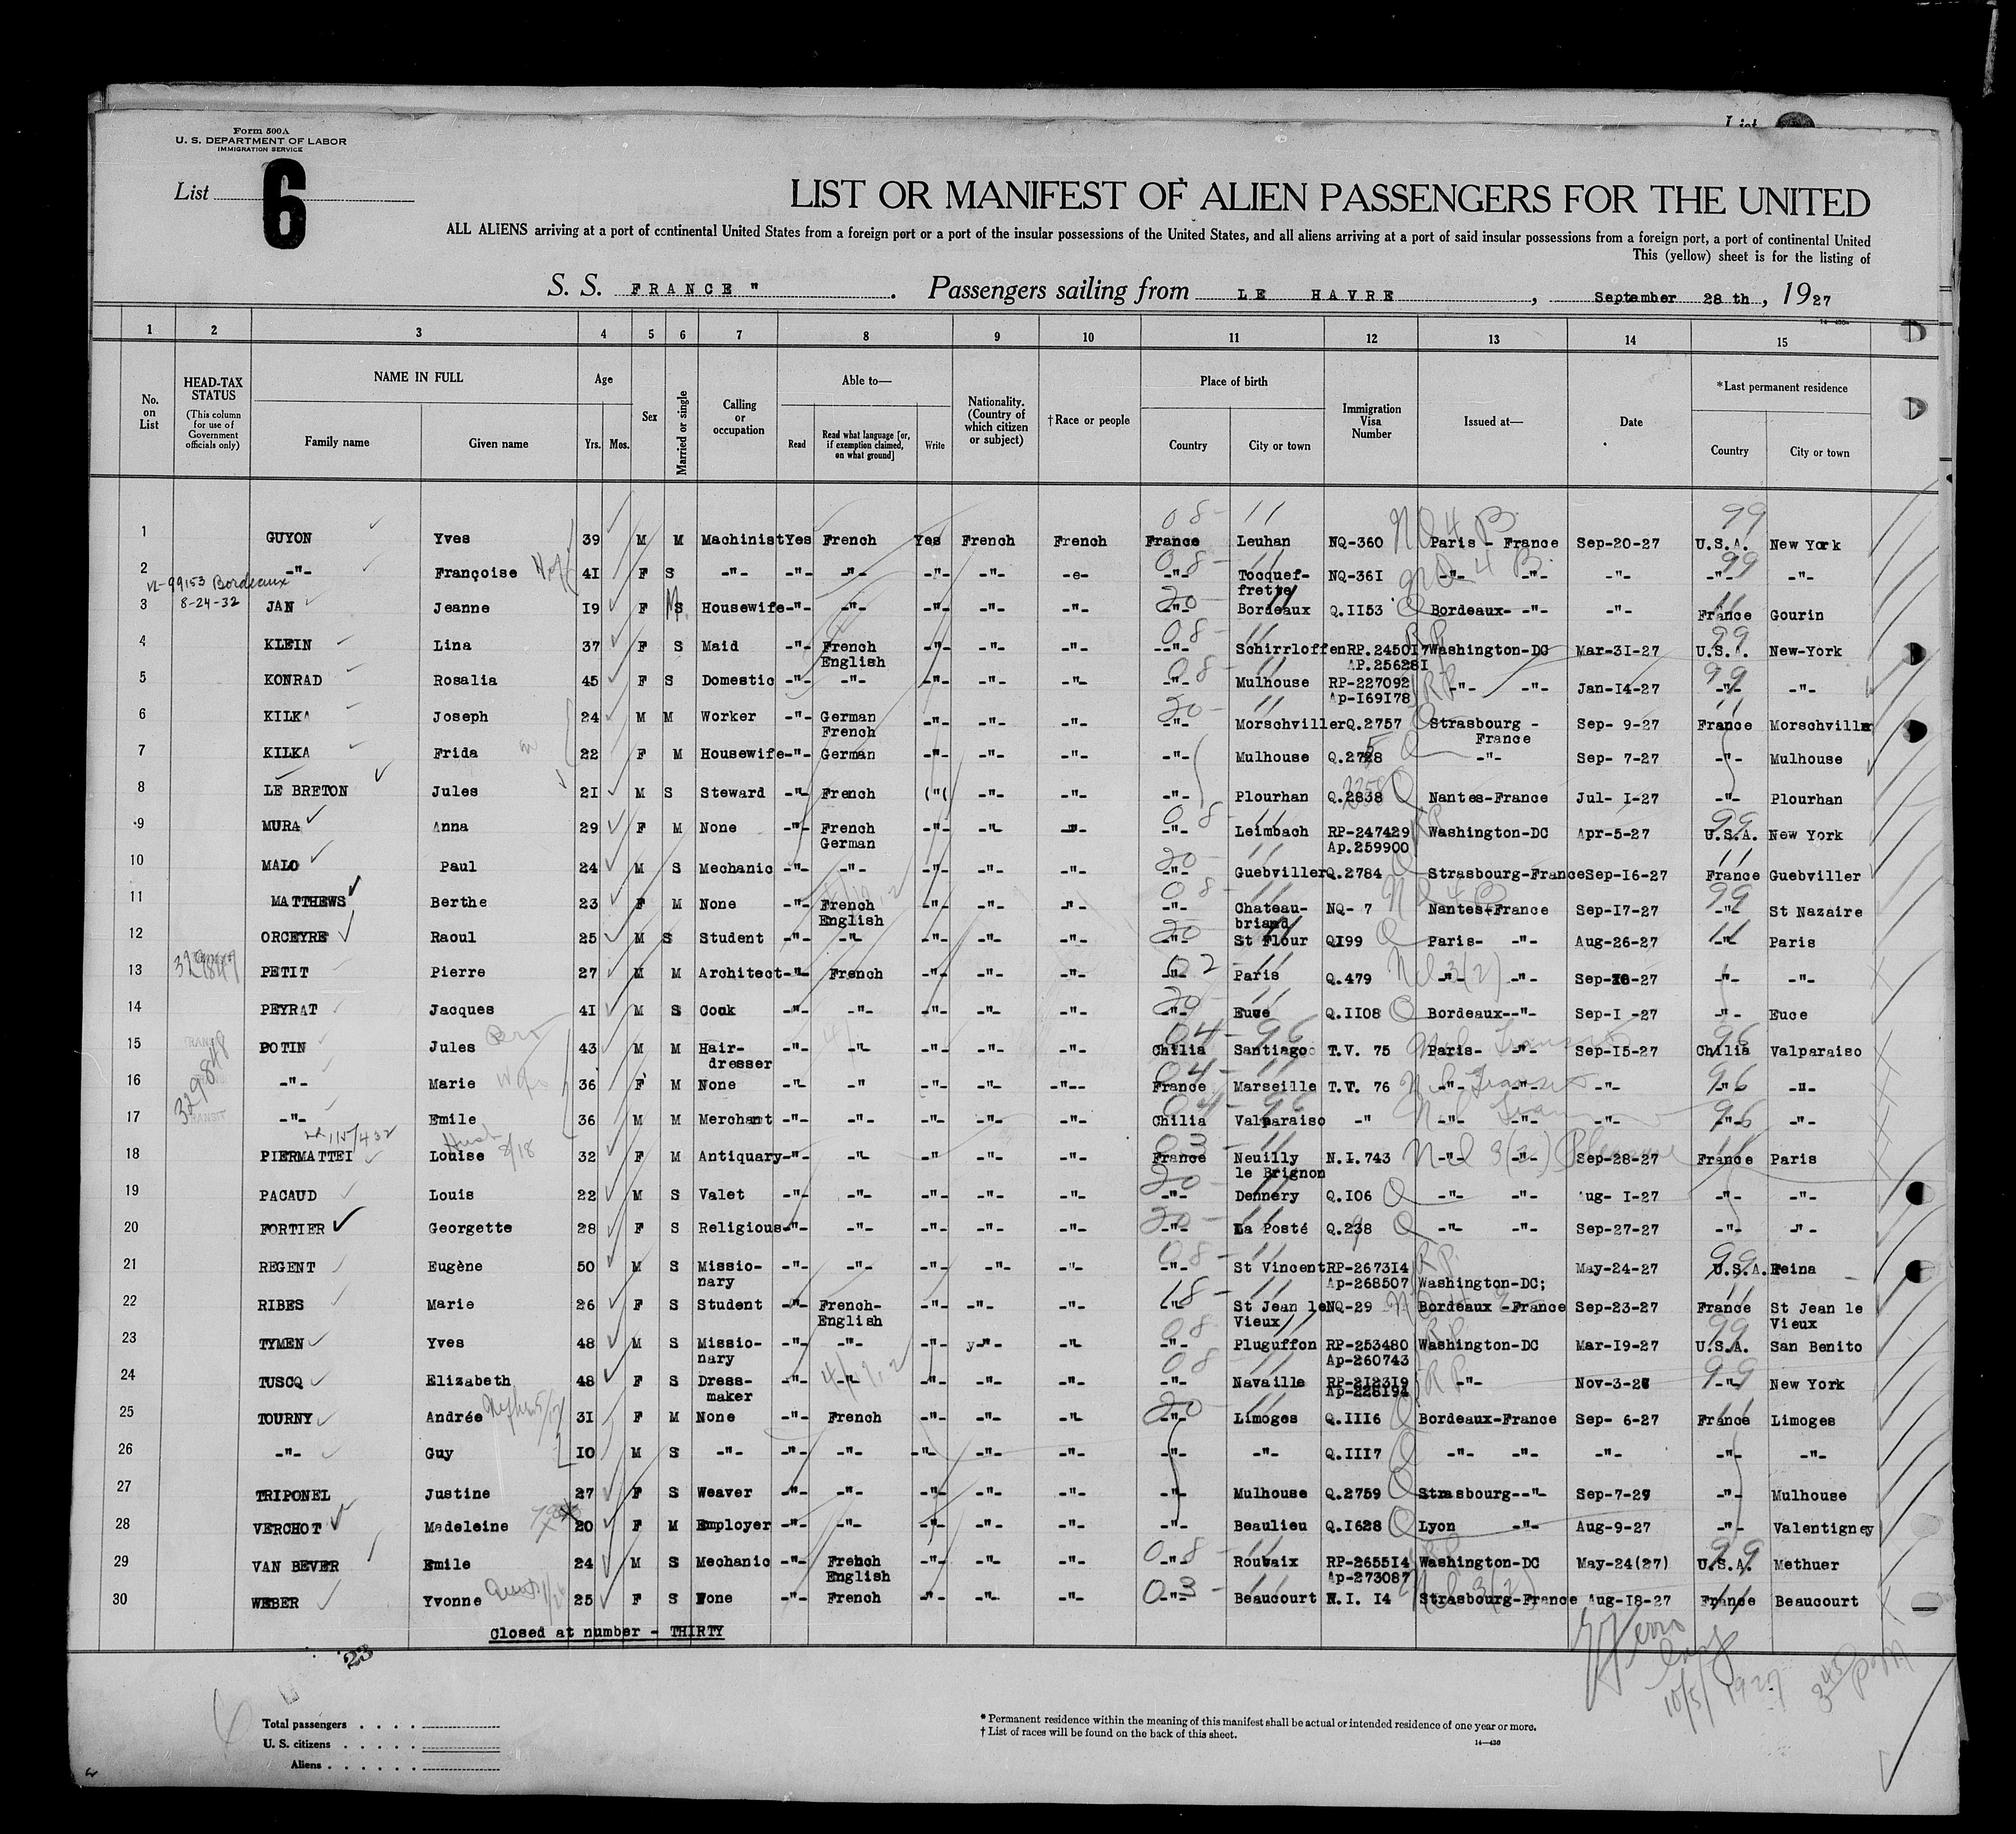 List
Form 500A
U. S. DEPARTMENT OF LABOR
IMMIGRATION SERVICE
List 6
LIST OR MANIFEST OF ALIEN PASSENGERS FOR THE UNITED
ALL ALIENS arriving at a port of continental United States from a foreign port or a port of the insular possessions of the United States, and all aliens arriving at a port of said insular possessions from a foreign port, a port of continental United
This (yellow) sheet is for the listing of
S. S. FRANCE " . Passengers sailing from LE HAVRE , September 28 th, 1927
1 2 3 4 5 6 7 8 9 10 11 12 13 14 15
No. on List
HEAD-TAX STATUS (This column for use of Government officials only)
NAME IN FULL Family name Given name
Age Yrs. Mos.
Sex
Married or single
Calling or occupation
Able to— Read Read what language [or, if exemption claimed, on what ground] Write
Nationality. (Country of which citizen or subject)
† Race or people
Place of birth Country City or town
Immigration Visa Number
Issued at—
Date
*Last permanent residence Country City or town
1 GUYON Yves 39 M M Machinist Yes French Yes French French France Leuhan NQ-360 Paris - France Sep-20-27 U.S.A. New York
2 -"- Françoise 41 F S -"- -"- -"- -"- -"- -e- -"- Tocquef- frette NQ-361 -"- -"- -"- -"- -"-
99153 Bordeaux
8-24-32
3 JAN Jeanne 19 F S Housewife -"- -"- -"- -"- -"- -"- Bordeaux Q.1153 Bordeaux- -"- -"- France Gourin
4 KLEIN Lina 37 F S Maid -"- French English -"- -"- -"- -"- Schirrloffen RP.245017 AP.256281 Washington-DC Mar-31-27 U.S.A. New-York
5 KONRAD Rosalia 45 F S Domestic -"- -"- -"- -"- -"- -"- Mulhouse RP-227092 Ap-169178 -"- -"- Jan-14-27 -"- -"-
6 KILKA Joseph 24 M M Worker -"- German French -"- -"- -"- -"- Morschviller Q.2757 Strasbourg - France Sep- 9-27 France Morschville
7 KILKA Frida 22 F M Housewife -"- German -"- -"- -"- -"- Mulhouse Q.2728 -"- Sep- 7-27 -"- Mulhouse
8 LE BRETON Jules 21 M S Steward -"- French ("( -"- -"- -"- Plourhan Q.2838 Nantes-France Jul- 1-27 -"- Plourhan
9 MURA Anna 29 F M None -"- French German -"- -"- -"- -"- Leimbach RP-247429 Ap.259900 Washington-DC Apr-5-27 U.S.A. New York
10 MALO Paul 24 M S Mechanic -"- -"- -"- -"- -"- -"- Guebviller Q.2784 Strasbourg-France Sep-16-27 France Guebviller
11 MATTHEWS Berthe 23 F M None -"- French English -"- -"- -"- -"- Chateau- briand NQ- 7 Nantes-France Sep-17-27 -"- St Nazaire
12 ORCEYRE Raoul 25 M S Student -"- -"- -"- -"- -"- -"- St Flour Q199 Paris- -"- Aug-26-27 -"- Paris
13 PETIT Pierre 27 M M Architect -"- French -"- -"- -"- -"- Paris Q.479 -"- -"- -"- -"-
14 PEYRAT Jacques 41 M S Cook -"- -"- -"- -"- -"- -"- Euce Q.1108 Bordeaux--"- Sep-1 -27 -"- Euce
15 POTIN Jules 43 M M Hair- dresser -"- -"- -"- -"- -"- Chilia Santiago T.V. 75 Paris- -"- Sep-15-27 Chilia Valparaiso
16 -"- Marie 36 F M None -"- -" -"- -"- -"-- France Marseille T.V. 76 -"- -"- -"- -"- -"-
329848
17 -"- Emile 36 M M Merchant -"- -"- -"- -"- -"- Chilia Valparaiso -" -"- -"- -"- -"- -"-
18 PIERMATTEI Louise 8/18 32 F M Antiquary -"- -"- -"- -"- -"- France Neuilly le Brignon N.I.743 -"- -"- Sep-28-27 France Paris
19 PACAUD Louis 22 M S Valet -"- -"- -"- -"- -"- -"- Dennery Q.106 -"- -"- Aug- 1-27 -"- -"-
20 FORTIER Georgette 28 F S Religious -"- -"- -"- -"- -"- -"- La Posté Q.238 -"- -"- Sep-27-27 -"- -"-
21 REGENT Eugène 50 M S Missio- nary -"- -"- -"- -"- -"- -"- St Vincent RP-267314 Ap-268507 Washington-DC; May-24-27 U.S.A. Reina
22 RIBES Marie 26 F S Student -"- French- English -"- -"- -"- -"- St Jean le Vieux NQ-29 Bordeaux -France Sep-23-27 France St Jean le Vieux
23 TYMEN Yves 48 M S Missio- nary -"- -"- -"- y-"- -"- -"- Pluguffon RP-253480 Ap-260743 Washington-DC Mar-19-27 U.S.A. San Benito
24 TUSCQ Elizabeth 48 F S Dress- maker -"- -"- -"- -"- -"- -"- Navaille RP-212319 Ap-228194 -"- Nov-3-26 -"- New York
25 TOURNY Andrée 31 F M None -"- French -"- -"- -"- -"- Limoges Q.1116 Bordeaux-France Sep- 6-27 France Limoges
26 -"- Guy 10 M S -"- -"- -"- -"- -"- -"- -"- -"- Q.1117 -"- -"- -"- -"- -"-
27 TRIPONEL Justine 27 F S Weaver -"- -"- -"- -"- -"- -"- Mulhouse Q.2759 Strasbourg--"- Sep-7-27 -"- Mulhouse
28 VERCHOT Madeleine 20 F M Employer -"- -"- -"- -"- -"- -"- Beaulieu Q.1628 Lyon -"- Aug-9-27 -"- Valentigney
29 VAN BEVER Emile 24 M S Mechanic -"- French English -"- -"- -"- -"- Roubaix RP-265514 Ap-273087 Washington-DC May-24(27) U.S.A. Methuer
30 WEBER Yvonne 25 F S None -"- French -"- -"- -"- -"- Beaucourt N.I. 14 Strasbourg-France Aug-18-27 France Beaucourt
Closed at number - THIRTY
23
10/5/1927
Total passengers . . . .
U. S. citizens . . . . .
Aliens . . . . . .
* Permanent residence within the meaning of this manifest shall be actual or intended residence of one year or more.
† List of races will be found on the back of this sheet.
14—430